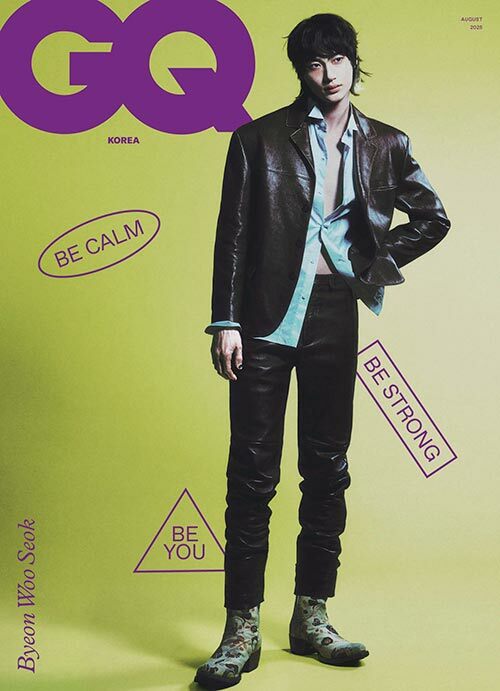 GQ
KOREA
AUGUST
2025
BE CALM
BE STRONG
BE
YOU
Byeon Woo Seok